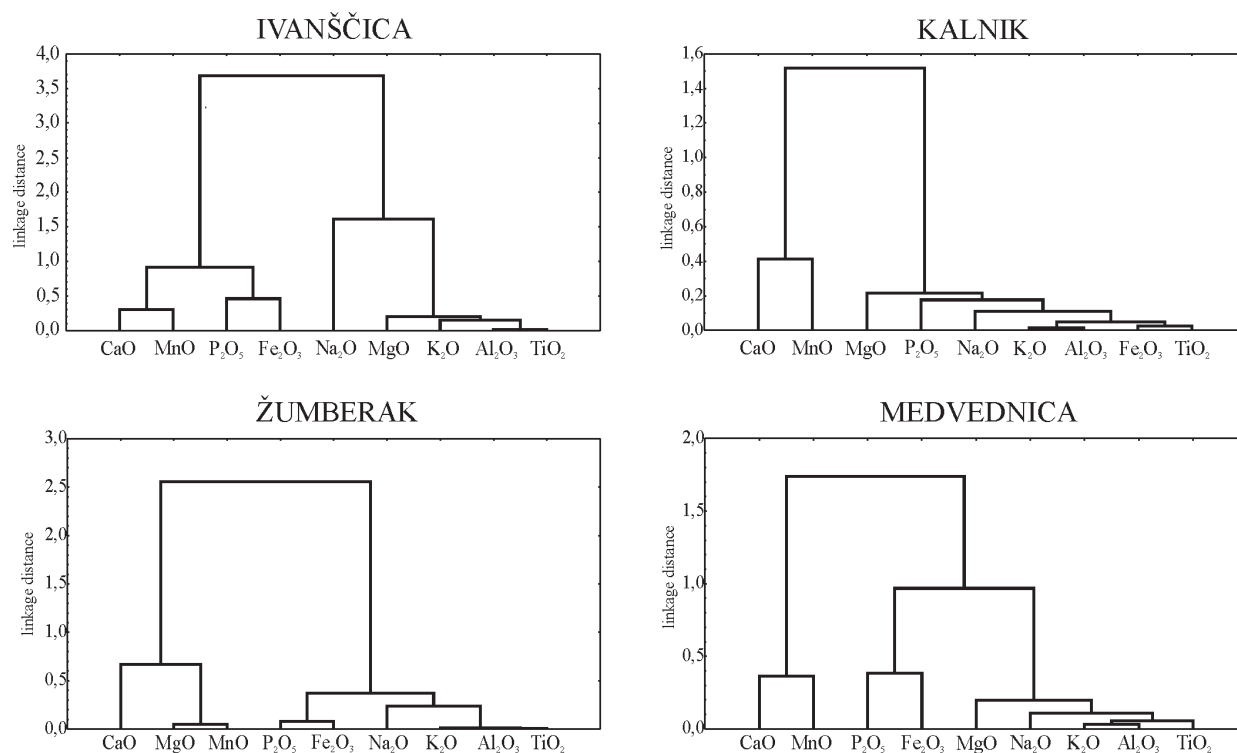 IVANŠČICA
4,0
3,5
3,0
2,5
2,0
1,5
1,0
0,5
0,0
linkage distance
CaO MnO P₂O₅ Fe₂O₃ Na₂O MgO K₂O Al₂O₃ TiO₂
KALNIK
1,6
1,4
1,2
1,0
0,8
0,6
0,4
0,2
0,0
linkage distance
CaO MnO MgO P₂O₅ Na₂O K₂O Al₂O₃ Fe₂O₃ TiO₂
ŽUMBERAK
3,0
2,5
2,0
1,5
1,0
0,5
0,0
linkage distance
CaO MgO MnO P₂O₅ Fe₂O₃ Na₂O K₂O Al₂O₃ TiO₂
MEDVEDNICA
2,0
1,5
1,0
0,5
0,0
linkage distance
CaO MnO P₂O₅ Fe₂O₃ MgO Na₂O K₂O Al₂O₃ TiO₂